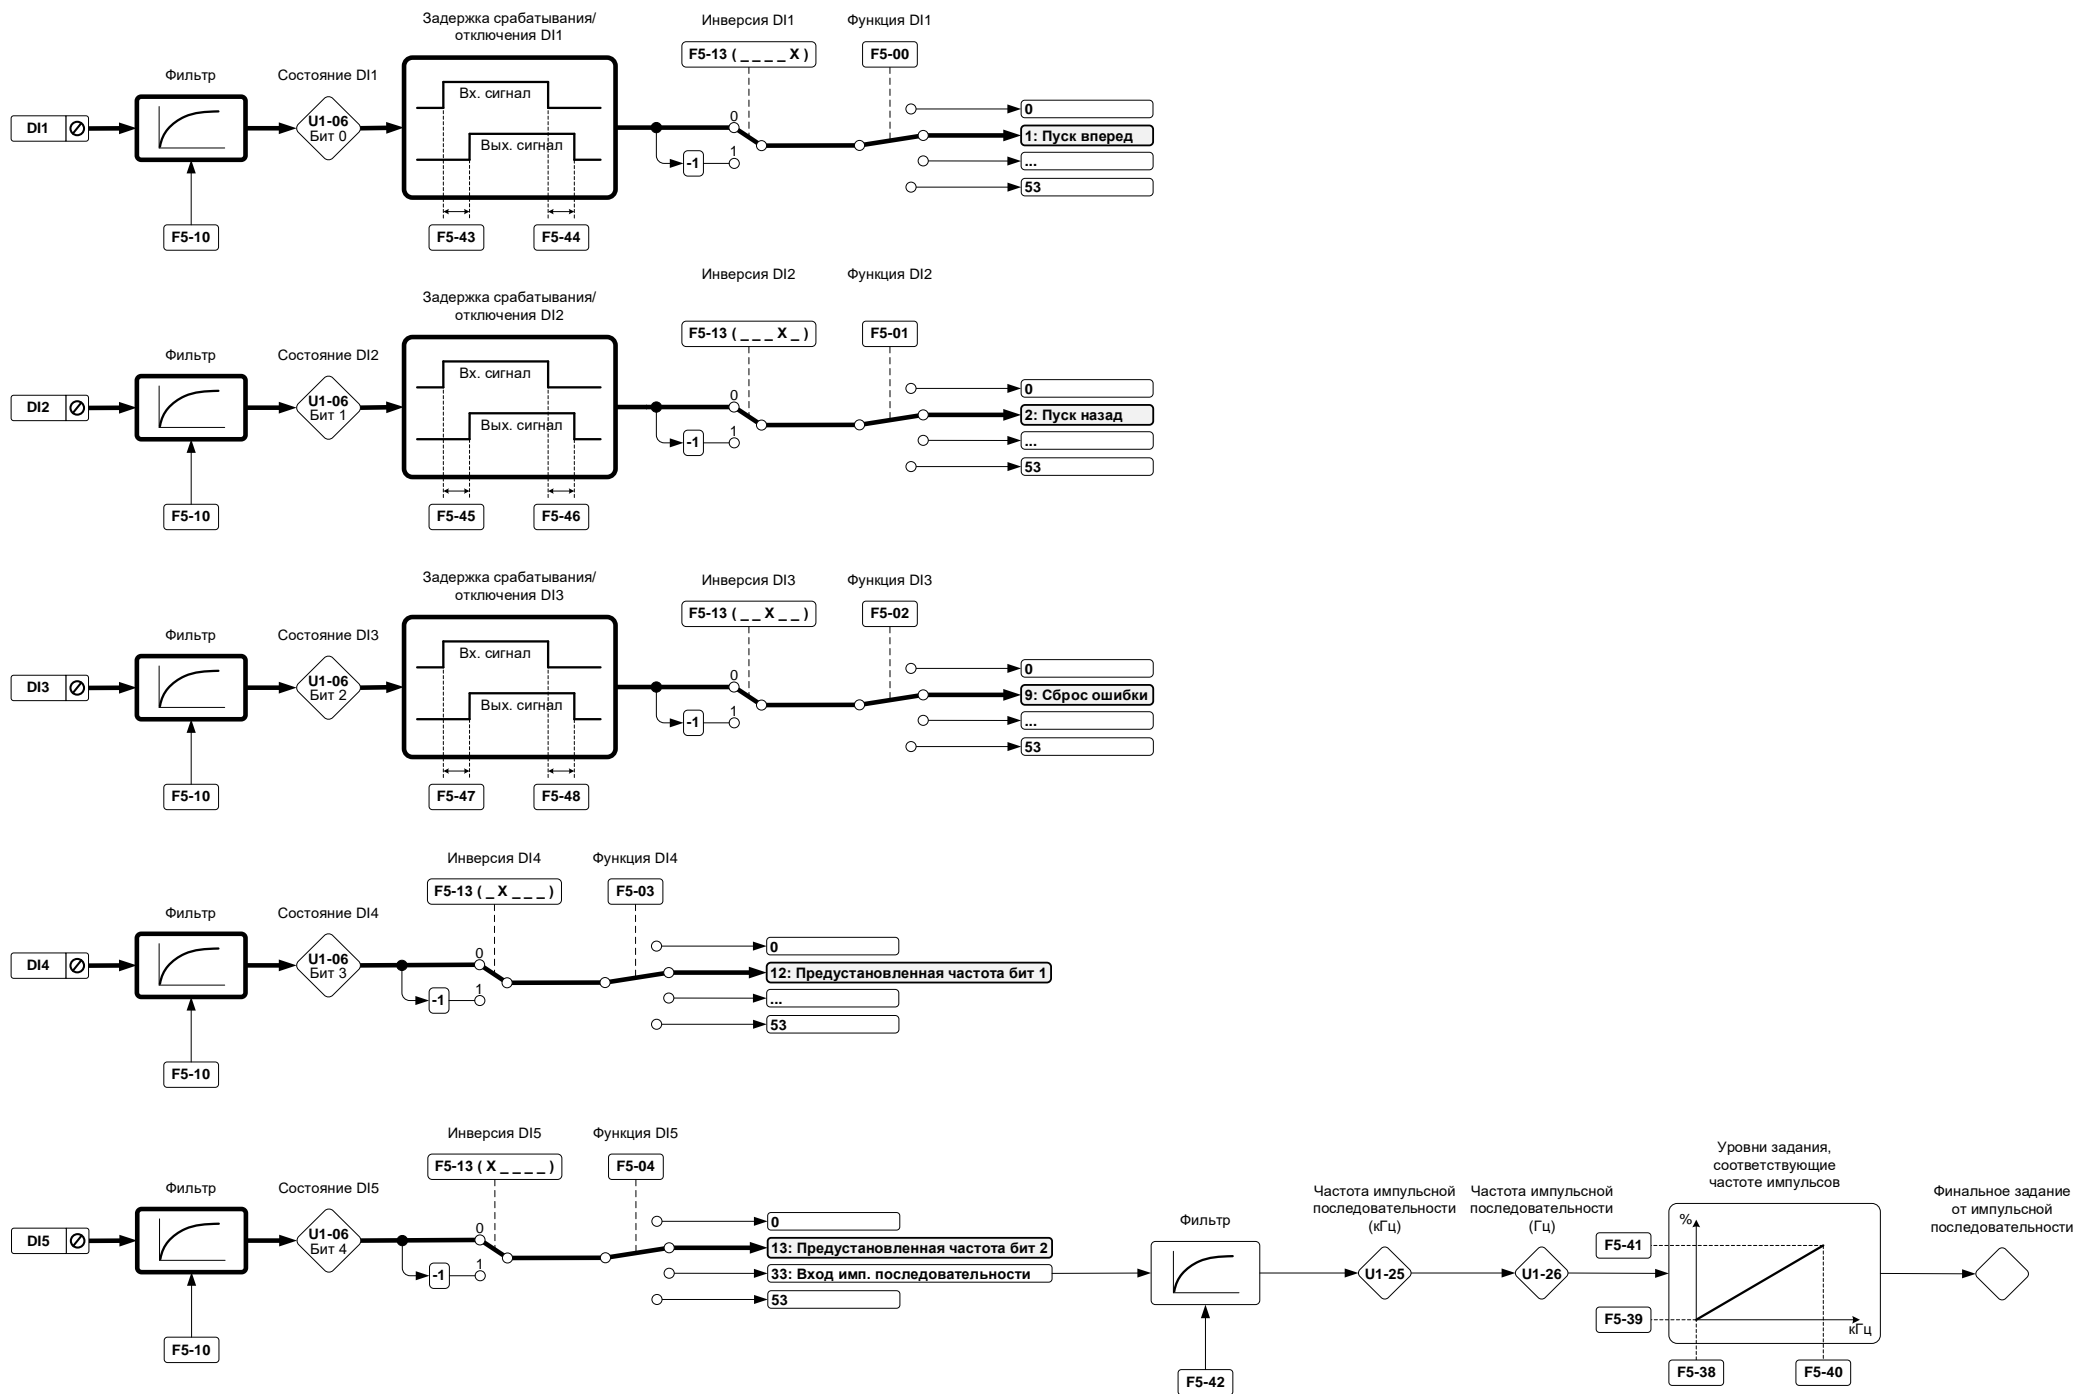 Задержка срабатывания/
отключения DI1
Инверсия DI1
Функция DI1
F5-13 ( _ _ _ _ X )
F5-00
Фильтр
Состояние DI1
DI1
U1-06
Бит 0
Вх. сигнал
Вых. сигнал
0
1
-1
0
1: Пуск вперед
...
53
F5-10
F5-43
F5-44
Задержка срабатывания/
отключения DI2
Инверсия DI2
Функция DI2
F5-13 ( _ _ _ X _ )
F5-01
Фильтр
Состояние DI2
DI2
U1-06
Бит 1
Вх. сигнал
Вых. сигнал
0
1
-1
0
2: Пуск назад
...
53
F5-10
F5-45
F5-46
Задержка срабатывания/
отключения DI3
Инверсия DI3
Функция DI3
F5-13 ( _ _ X _ _ )
F5-02
Фильтр
Состояние DI3
DI3
U1-06
Бит 2
Вх. сигнал
Вых. сигнал
0
1
-1
0
9: Сброс ошибки
...
53
F5-10
F5-47
F5-48
Инверсия DI4
Функция DI4
F5-13 ( _ X _ _ _ )
F5-03
Фильтр
Состояние DI4
DI4
U1-06
Бит 3
0
1
-1
0
12: Предустановленная частота бит 1
...
53
F5-10
Инверсия DI5
Функция DI5
F5-13 ( X _ _ _ _ )
F5-04
Фильтр
Состояние DI5
DI5
U1-06
Бит 4
0
1
-1
0
13: Предустановленная частота бит 2
33: Вход имп. последовательности
53
F5-10
Фильтр
F5-42
Частота импульсной
последовательности
(кГц)
U1-25
Частота импульсной
последовательности
(Гц)
U1-26
Уровни задания,
соответствующие
частоте импульсов
%
кГц
F5-41
F5-39
F5-38
F5-40
Финальное задание
от импульсной
последовательности